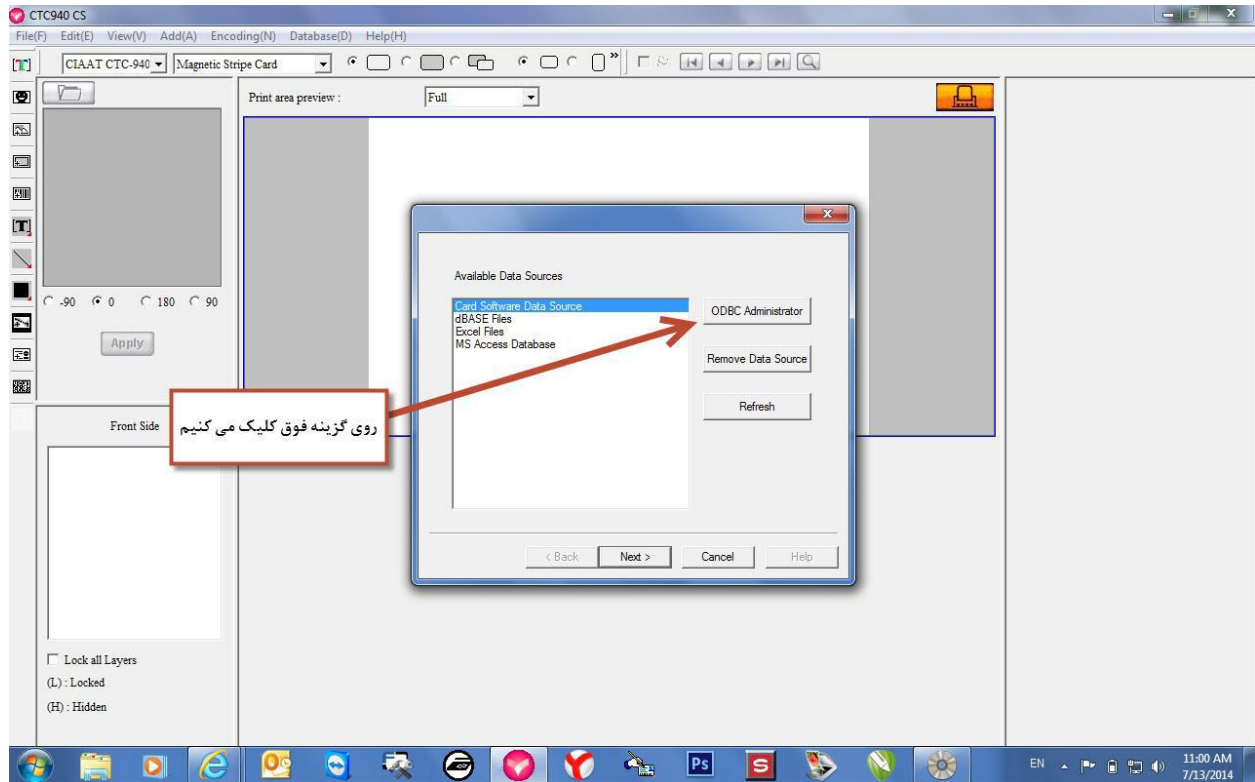 CTC940 CS
File(F) Edit(E) View(V) Add(A) Encoding(N) Database(D) Help(H)
CIAAT CTC-940 Magnetic Stripe Card
Print area preview : Full
-90 0 180 90
Apply
Available Data Sources
Card Software Data Source
dBASE Files
Excel Files
MS Access Database
ODBC Administrator
Remove Data Source
Refresh
< Back Next > Cancel Help
روی گزینه فوق کلیک می کنیم
Front Side
Lock all Layers
(L) : Locked
(H) : Hidden
Ps
S
EN
11:00 AM
7/13/2014